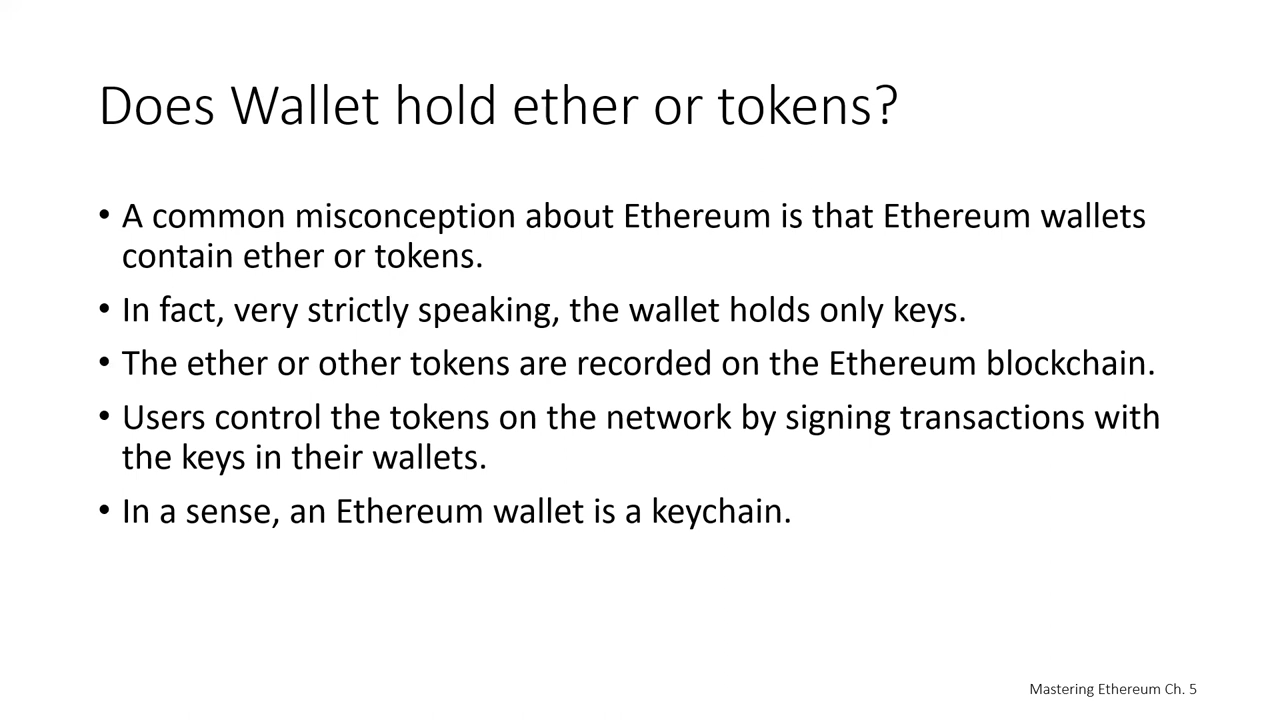 Does Wallet hold ether or tokens?
• A common misconception about Ethereum is that Ethereum wallets
contain ether or tokens.
• In fact, very strictly speaking, the wallet holds only keys.
• The ether or other tokens are recorded on the Ethereum blockchain.
• Users control the tokens on the network by signing transactions with
the keys in their wallets.
• In a sense, an Ethereum wallet is a keychain.
Mastering Ethereum Ch. 5